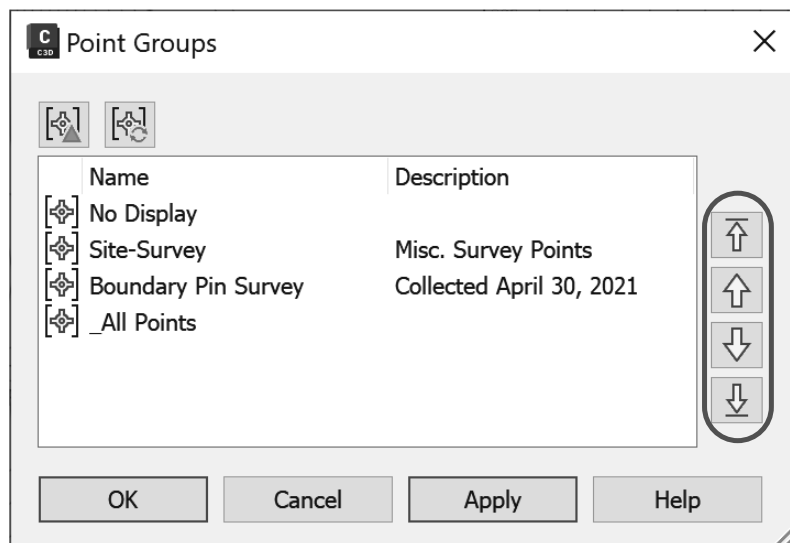 C
C3D
Point Groups
Name Description
No Display
Site-Survey Misc. Survey Points
Boundary Pin Survey Collected April 30, 2021
_All Points
OK Cancel Apply Help